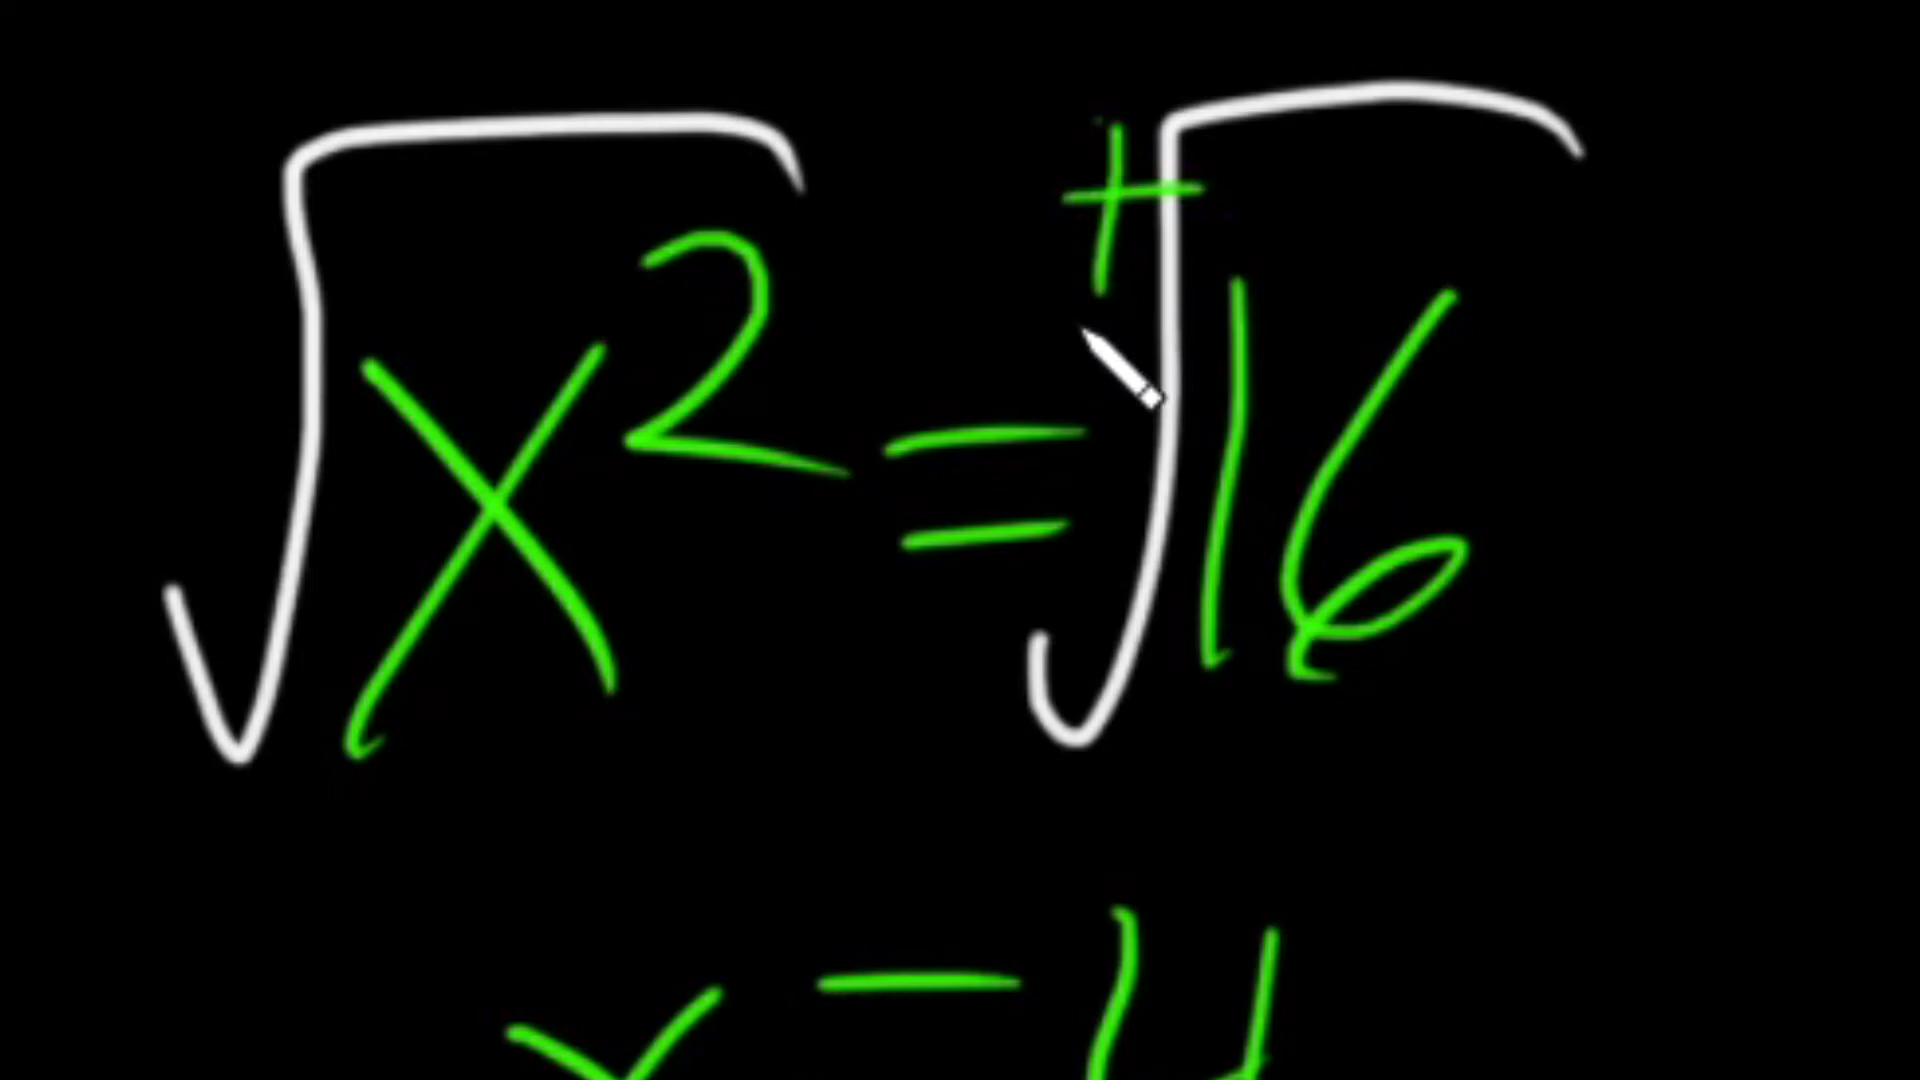 √x² = +√16
x = 4